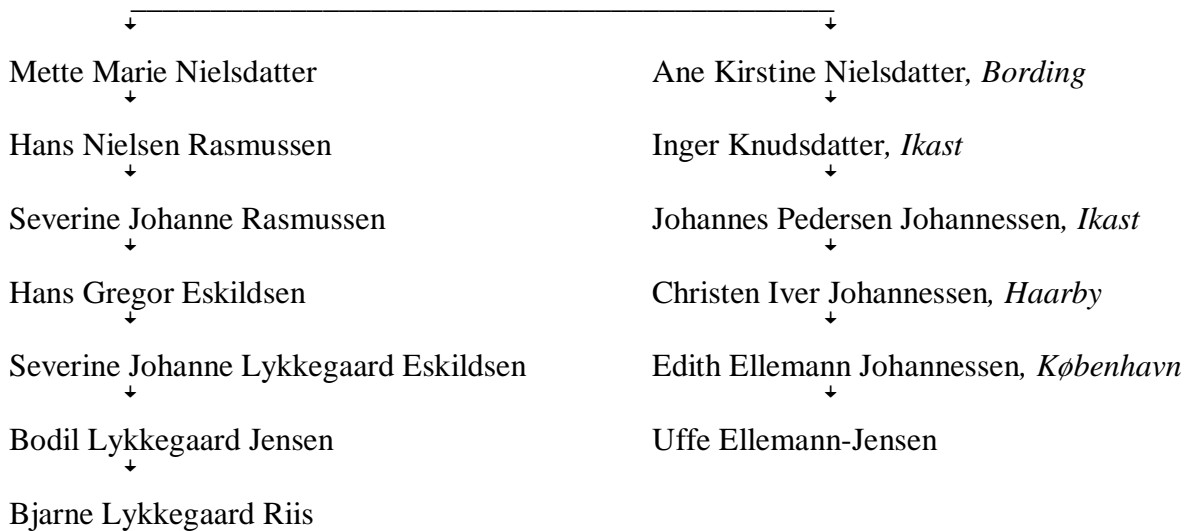 Mette Marie Nielsdatter Ane Kirstine Nielsdatter, Bording
Hans Nielsen Rasmussen Inger Knudsdatter, Ikast
Severine Johanne Rasmussen Johannes Pedersen Johannessen, Ikast
Hans Gregor Eskildsen Christen Iver Johannessen, Haarby
Severine Johanne Lykkegaard Eskildsen Edith Ellemann Johannessen, København
Bodil Lykkegaard Jensen Uffe Ellemann-Jensen
Bjarne Lykkegaard Riis